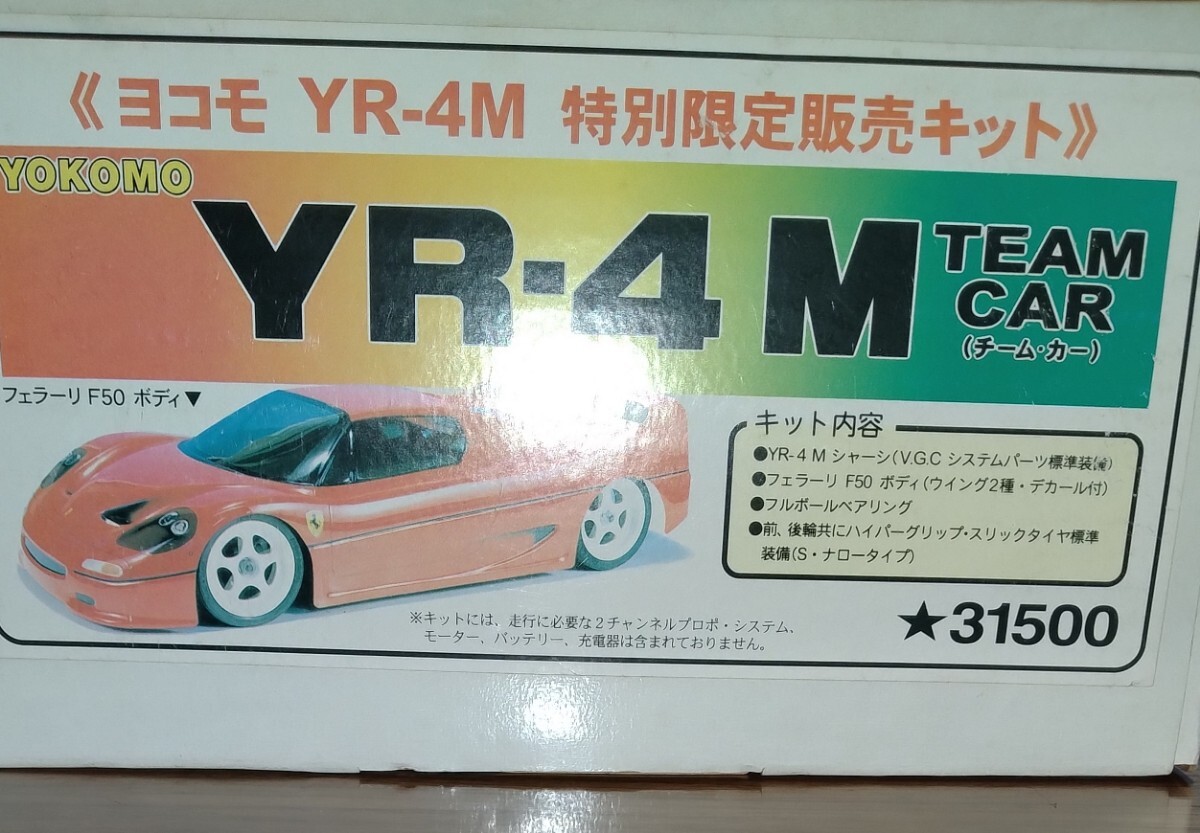 《ヨコモ YR-4M 特別限定販売キット》
YOKOMO
YR-4M TEAM CAR
(チーム・カー)
フェラーリ F50 ボディ▼
キット内容
●YR-4Mシャーシ(V.G.C システムパーツ標準装備)
●フェラーリ F50 ボディ(ウイング2種・デカール付)
●フルボールベアリング
●前、後輪共にハイパーグリップ・スリックタイヤ標準
装備(S・ナロータイプ)
※キットには、走行に必要な2チャンネルプロポ・システム、
モーター、バッテリー、充電器は含まれておりません。
★31500